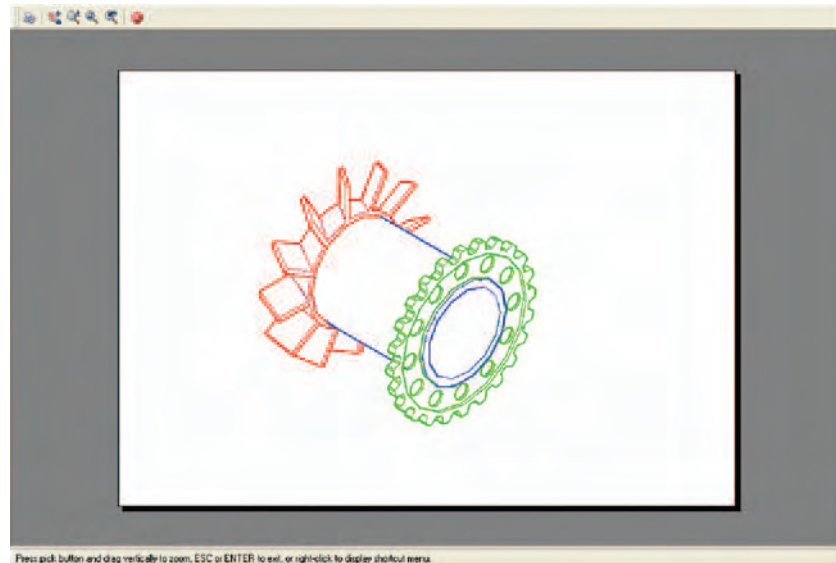 Press pick button and drag vertically to zoom, ESC or ENTER to exit, or right-click to display shortcut menu.